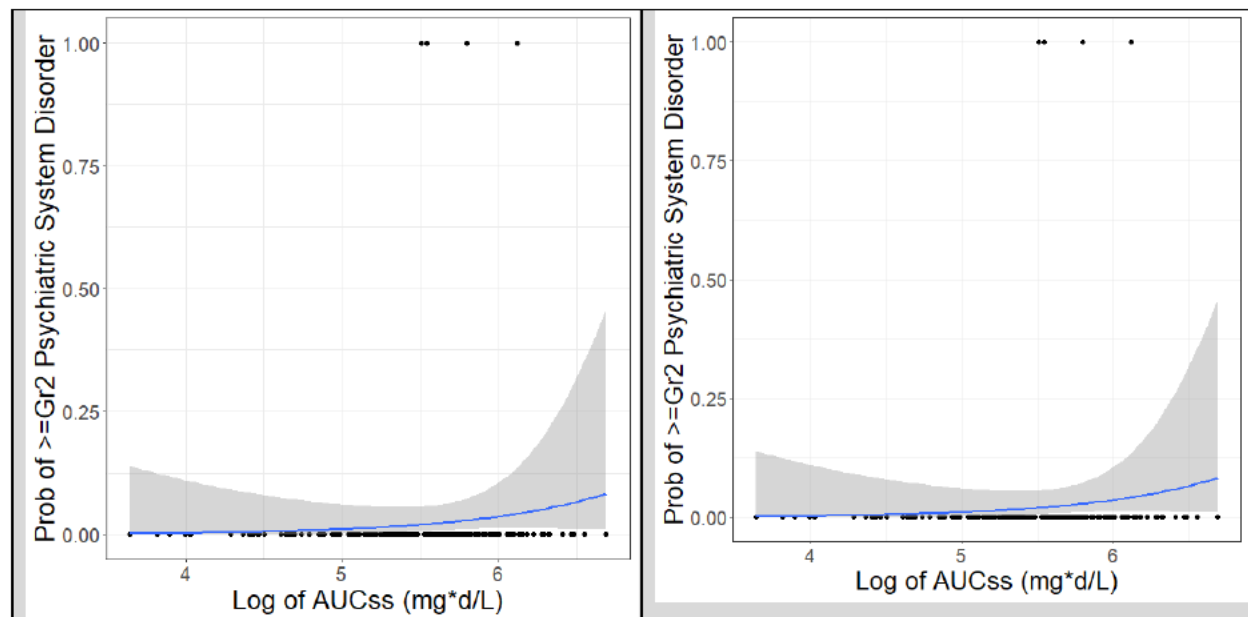 Prob of >=Gr2 Psychiatric System Disorder
1.00
0.75
0.50
0.25
0.00
4 5 6
Log of AUCss (mg*d/L)
Prob of >=Gr2 Psychiatric System Disorder
1.00
0.75
0.50
0.25
0.00
4 5 6
Log of AUCss (mg*d/L)